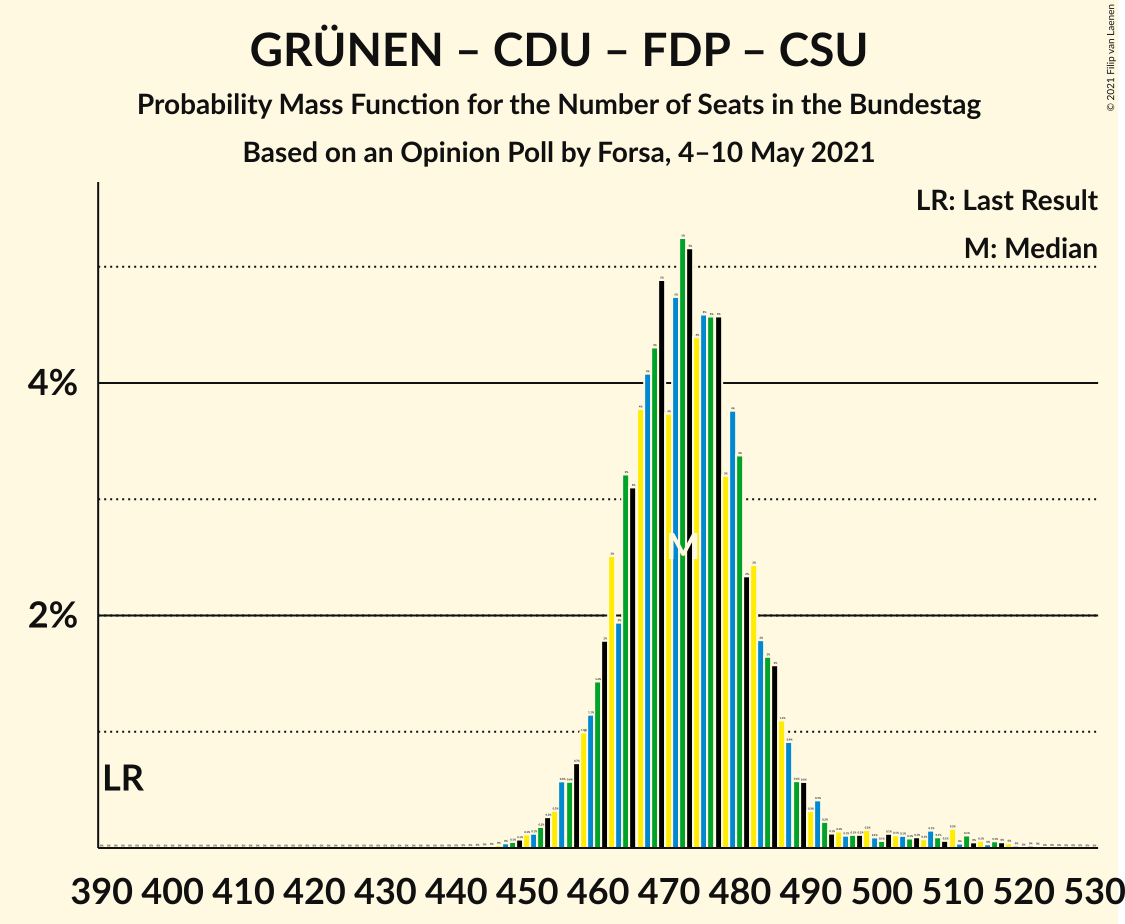 GRÜNEN – CDU – FDP – CSU
Probability Mass Function for the Number of Seats in the Bundestag
Based on an Opinion Poll by Forsa, 4–10 May 2021
© 2021 Filip van Laenen
LR: Last Result
M: Median
4%
2%
M
LR
390 400 410 420 430 440 450 460 470 480 490 500 510 520 530